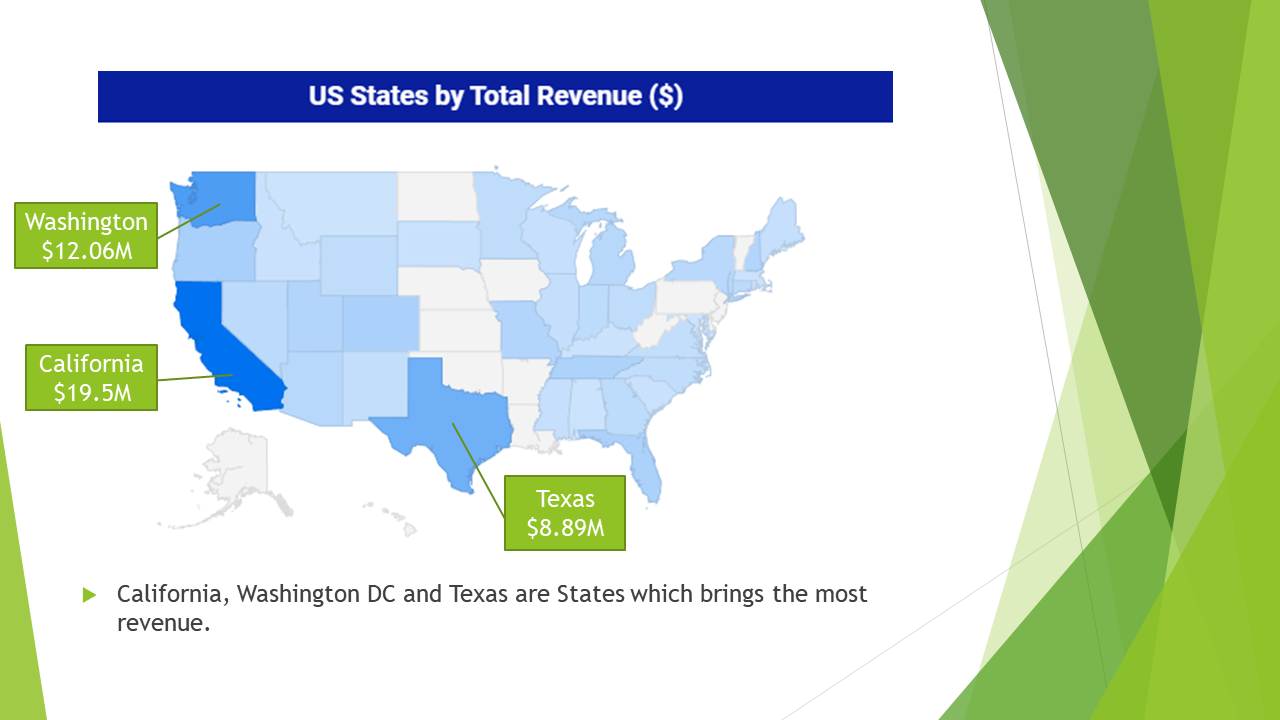 US States by Total Revenue ($)
Washington
$12.06M
California
$19.5M
Texas
$8.89M
California, Washington DC and Texas are States which brings the most
revenue.